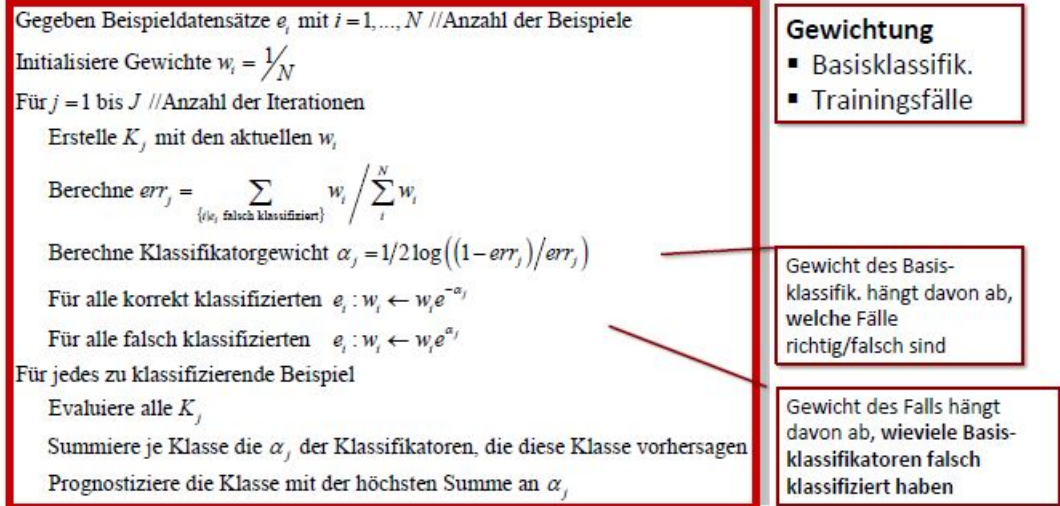 Gegeben Beispieldatensätze e_i mit i = 1,..., N //Anzahl der Beispiele
Initialisiere Gewichte w_i = 1/N
Für j = 1 bis J //Anzahl der Iterationen
Erstelle K_j mit den aktuellen w_i
Berechne err_j = ∑_{i|e_i falsch klassifiziert} w_i / ∑_i^N w_i
Berechne Klassifikatorgewicht α_j = 1/2 log((1 − err_j)/err_j)
Für alle korrekt klassifizierten e_i : w_i ← w_i e^{−α_j}
Für alle falsch klassifizierten e_i : w_i ← w_i e^{α_j}
Für jedes zu klassifizierende Beispiel
Evaluiere alle K_j
Summiere je Klasse die α_j der Klassifikatoren, die diese Klasse vorhersagen
Prognostiziere die Klasse mit der höchsten Summe an α_j
Gewichtung
▪ Basisklassifik.
▪ Trainingsfälle
Gewicht des Basis-
klassifik. hängt davon ab,
welche Fälle
richtig/falsch sind
Gewicht des Falls hängt
davon ab, wieviele Basis-
klassifikatoren falsch
klassifiziert haben